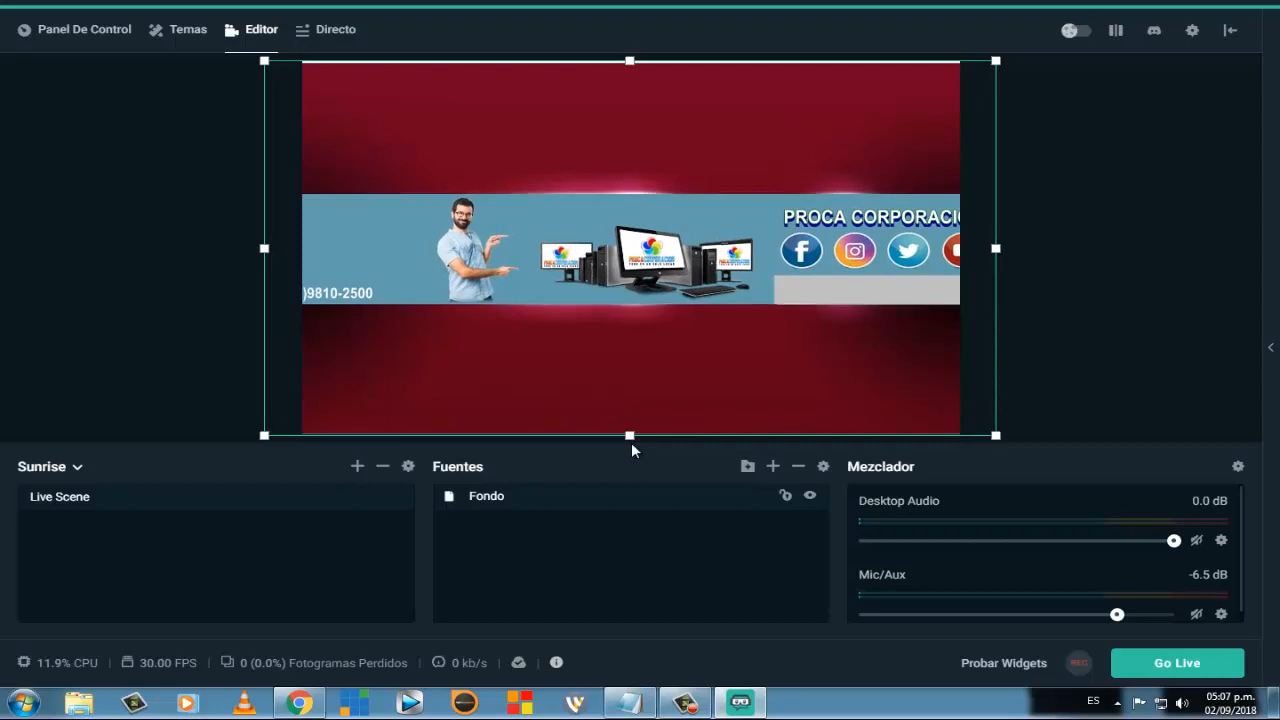 Panel De Control Temas Editor Directo
PROCA CORPORACI
)9810-2500
Sunrise Fuentes Mezclador
Live Scene
Fondo
Desktop Audio 0.0 dB
Mic/Aux -6.5 dB
11.9% CPU 30.00 FPS 0 (0.0%) Fotogramas Perdidos 0 kb/s Probar Widgets REC Go Live
ES 05:07 p.m.
02/09/2018